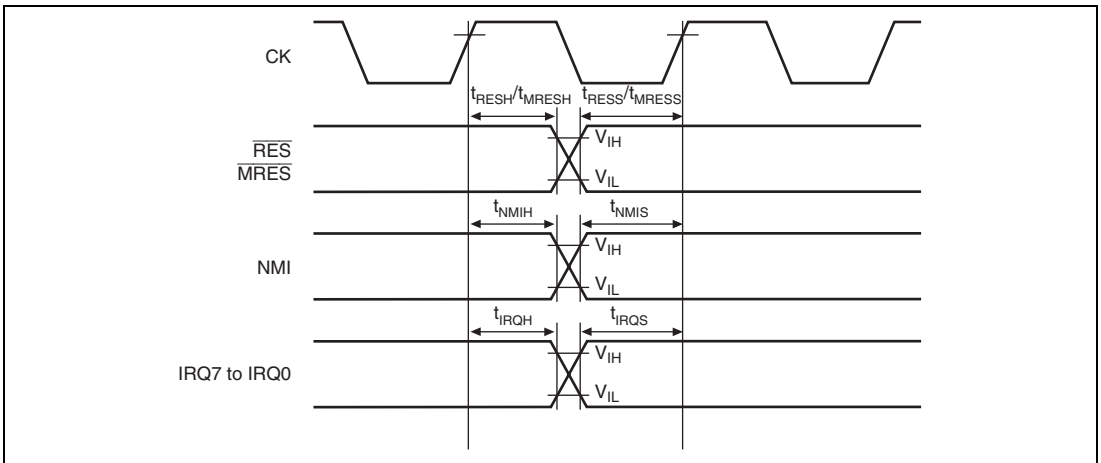 CK
tRESH/tMRESH tRESS/tMRESS
RES
MRES
VIH
VIL
tNMIH tNMIS
NMI
VIH
VIL
tIRQH tIRQS
IRQ7 to IRQ0
VIH
VIL